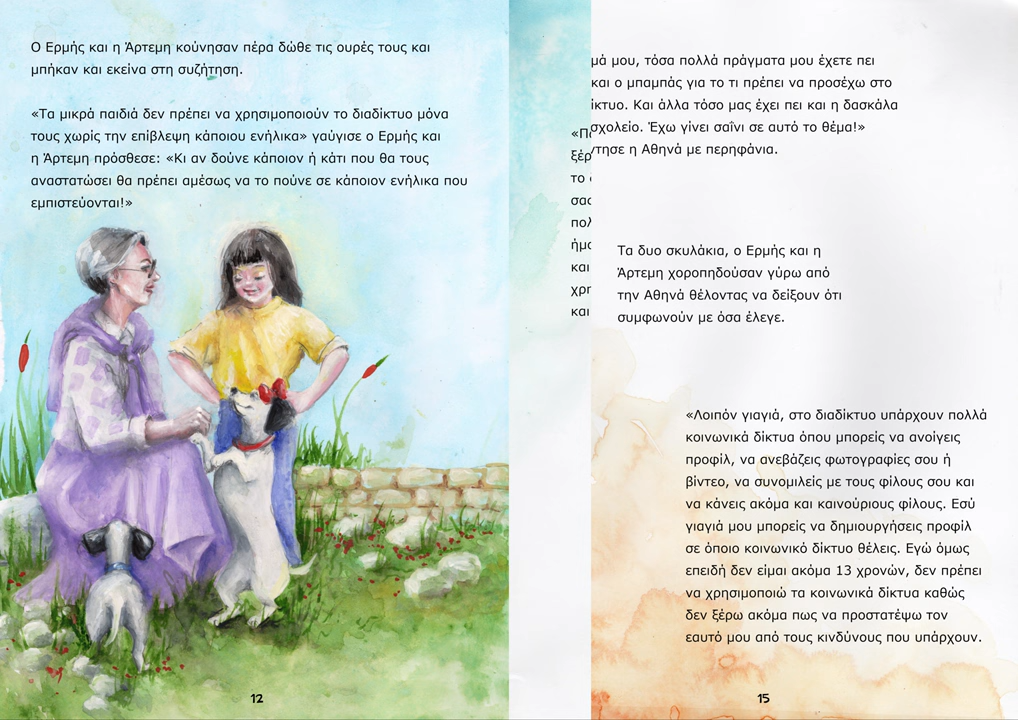 Ο Ερμής και η Άρτεμη κούνησαν πέρα δώθε τις ουρές τους και
μπήκαν και εκείνα στη συζήτηση.
«Τα μικρά παιδιά δεν πρέπει να χρησιμοποιούν το διαδίκτυο μόνα
τους χωρίς την επίβλεψη κάποιου ενήλικα» γαύγισε ο Ερμής και
η Άρτεμη πρόσθεσε: «Κι αν δούνε κάποιον ή κάτι που θα τους
αναστατώσει θα πρέπει αμέσως να το πούνε σε κάποιον ενήλικα που
εμπιστεύονται!»
12
το
και
και
μου, τόσα πολλά πράγματα μου έχετε πει
και ο μπαμπάς για το τι πρέπει να προσέχω στο
Και άλλα τόσο μας έχει πει και η δασκάλα
σχολείο. Έχω γίνει σαΐνι σε αυτό το θέμα!»
η Αθηνά με περηφάνια.
Τα δυο σκυλάκια, ο Ερμής και η
Άρτεμη χοροπηδούσαν γύρω από
την Αθηνά θέλοντας να δείξουν ότι
συμφωνούν με όσα έλεγε.
«Λοιπόν γιαγιά, στο διαδίκτυο υπάρχουν πολλά
κοινωνικά δίκτυα όπου μπορείς να ανοίγεις
προφίλ, να ανεβάζεις φωτογραφίες σου ή
βίντεο, να συνομιλείς με τους φίλους σου και
να κάνεις ακόμα και καινούριους φίλους. Εσύ
γιαγιά μου μπορείς να δημιουργήσεις προφίλ
σε όποιο κοινωνικό δίκτυο θέλεις. Εγώ όμως
επειδή δεν είμαι ακόμα 13 χρονών, δεν πρέπει
να χρησιμοποιώ τα κοινωνικά δίκτυα καθώς
δεν ξέρω ακόμα πως να προστατέψω τον
εαυτό μου από τους κινδύνους που υπάρχουν.
15